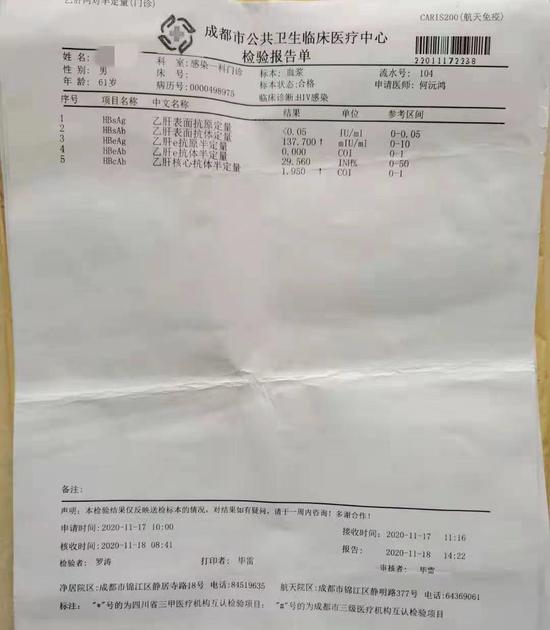 乙肝两对半定量(门诊)
CARIS200(航天免疫)
成都市公共卫生临床医疗中心
检验报告单
22011172238
姓名:
科室:感染一科门诊
标本:血浆
流水号: 104
性别: 男
床号:
标本状态:合格
申请医师:何沅鸿
年龄: 61岁
病历号:0000498975
临床诊断:HIV感染
序号 项目名称 中文名称 结果 单位 参考区间
1 HBsAg 乙肝表面抗原定量 <0.05 IU/ml 0-0.05
2 HBsAb 乙肝表面抗体定量 137.700↑ mIU/ml 0-10
3 HBeAg 乙肝e抗原半定量 0.000 COI 0-1
4 HBeAb 乙肝e抗体半定量 29.560 INH% 0-50
5 HBcAb 乙肝核心抗体半定量 1.950 ↑ COI 0-1
备注:
声明: 本检验结果仅反映送检标本的情况, 对结果如有疑问, 请于一周内咨询! 多谢合作!
申请时间: 2020-11-17 10:00
接收时间: 2020-11-17 11:16
核收时间: 2020-11-18 08:41
报告: 2020-11-18 14:22
检验者: 罗涛
打印者: 毕雷
审核者: 毕雷
净居院区: 成都市锦江区静居寺路18号 电话:84519635
航天院区: 成都市锦江区静明路377号 电话: 64369061
标注: "*"号的为四川省三甲医疗机构互认检验项目; "m"号的为成都市三级医疗机构互认检验项目